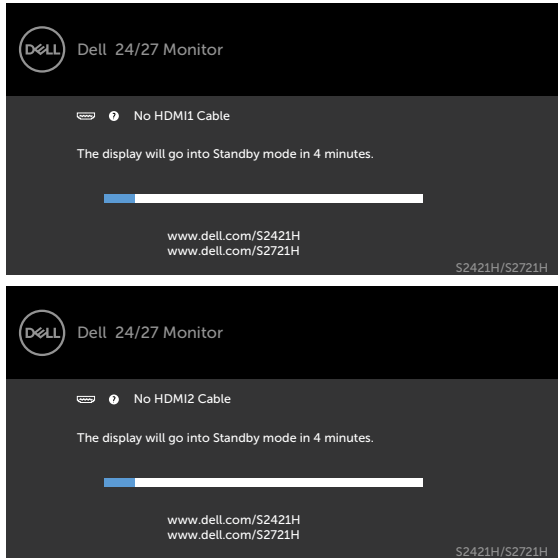 DELL
Dell 24/27 Monitor
? No HDMI1 Cable
The display will go into Standby mode in 4 minutes.
www.dell.com/S2421H
www.dell.com/S2721H
S2421H/S2721H
DELL
Dell 24/27 Monitor
? No HDMI2 Cable
The display will go into Standby mode in 4 minutes.
www.dell.com/S2421H
www.dell.com/S2721H
S2421H/S2721H